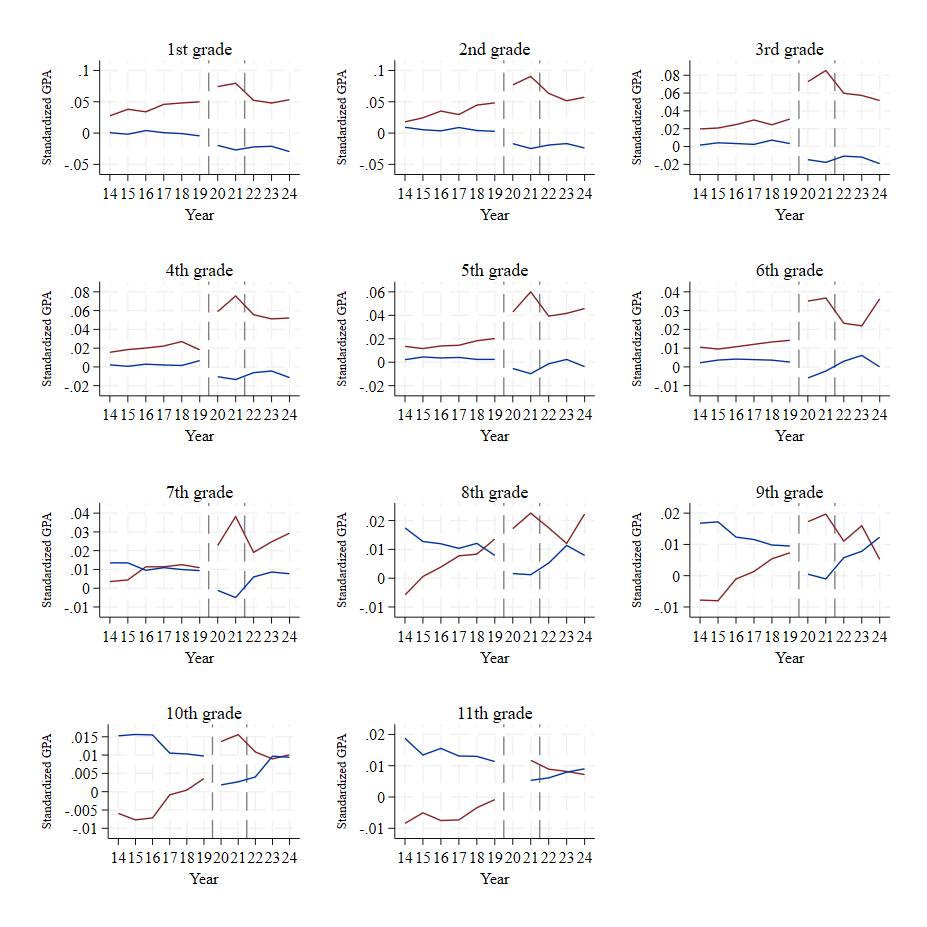 1st grade
Standardized GPA
.1
.05
0
-.05
14 15 16 17 18 19 20 21 22 23 24
Year
2nd grade
Standardized GPA
.1
.05
0
-.05
14 15 16 17 18 19 20 21 22 23 24
Year
3rd grade
Standardized GPA
.08
.06
.04
.02
0
-.02
14 15 16 17 18 19 20 21 22 23 24
Year
4th grade
Standardized GPA
.08
.06
.04
.02
0
-.02
14 15 16 17 18 19 20 21 22 23 24
Year
5th grade
Standardized GPA
.06
.04
.02
0
-.02
14 15 16 17 18 19 20 21 22 23 24
Year
6th grade
Standardized GPA
.04
.03
.02
.01
0
-.01
14 15 16 17 18 19 20 21 22 23 24
Year
7th grade
Standardized GPA
.04
.03
.02
.01
0
-.01
14 15 16 17 18 19 20 21 22 23 24
Year
8th grade
Standardized GPA
.02
.01
0
-.01
14 15 16 17 18 19 20 21 22 23 24
Year
9th grade
Standardized GPA
.02
.01
0
-.01
14 15 16 17 18 19 20 21 22 23 24
Year
10th grade
Standardized GPA
.015
.01
.005
0
-.005
-.01
14 15 16 17 18 19 20 21 22 23 24
Year
11th grade
Standardized GPA
.02
.01
0
-.01
14 15 16 17 18 19 20 21 22 23 24
Year